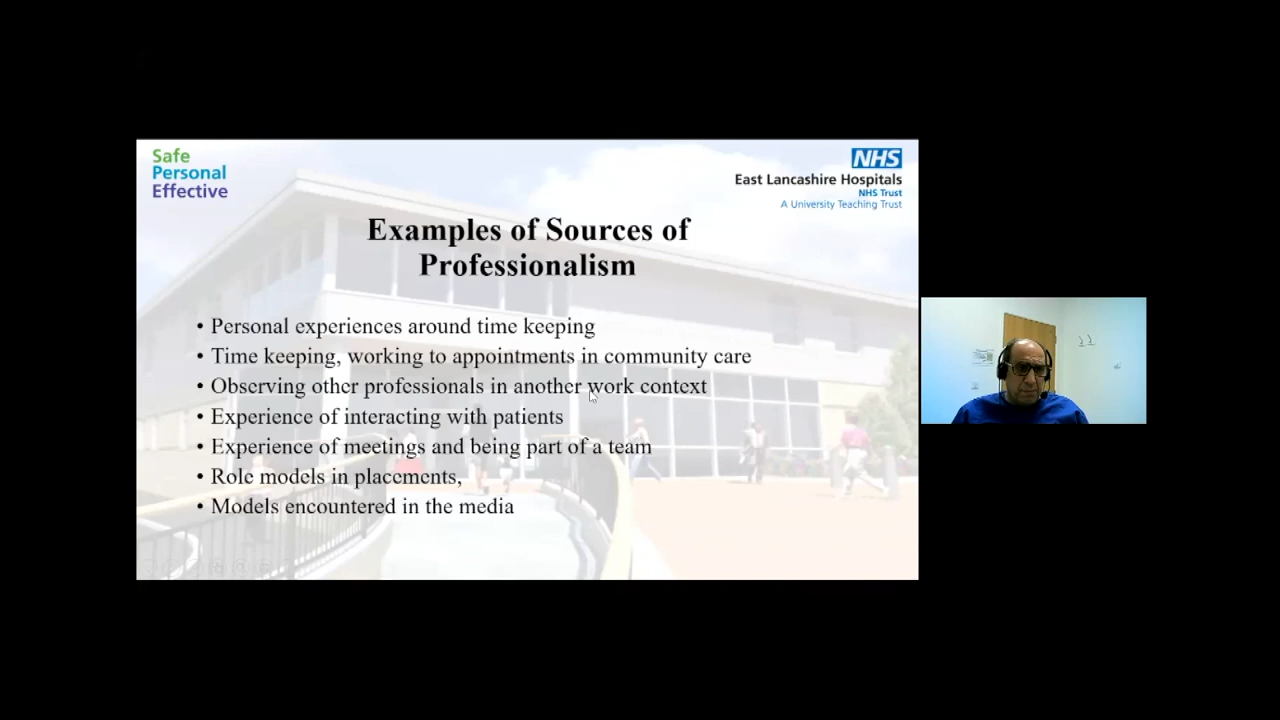 Safe
Personal
Effective
NHS
East Lancashire Hospitals
NHS Trust
A University Teaching Trust
Examples of Sources of
Professionalism
• Personal experiences around time keeping
• Time keeping, working to appointments in community care
• Observing other professionals in another work context
• Experience of interacting with patients
• Experience of meetings and being part of a team
• Role models in placements,
• Models encountered in the media